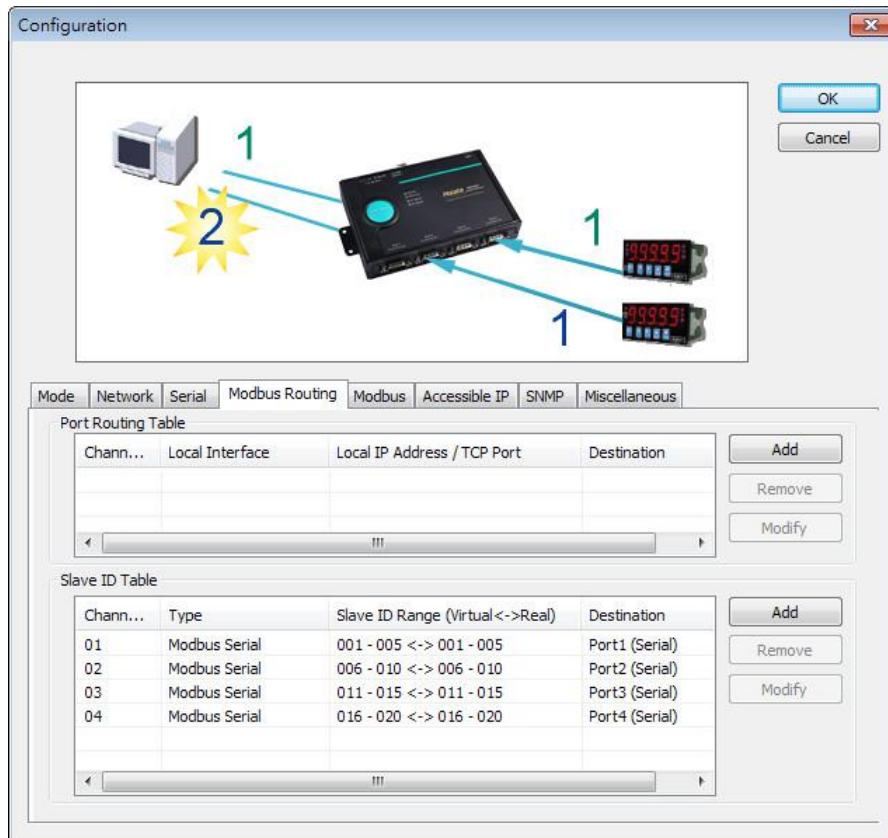 Configuration
OK
Cancel
1
2
1
1
99999
99999
Mode Network Serial Modbus Routing Modbus Accessible IP SNMP Miscellaneous
Port Routing Table
Chann... Local Interface Local IP Address / TCP Port Destination
Add
Remove
Modify
Slave ID Table
Chann... Type Slave ID Range (Virtual<->Real) Destination
Add
01 Modbus Serial 001 - 005 <-> 001 - 005 Port1 (Serial)
Remove
02 Modbus Serial 006 - 010 <-> 006 - 010 Port2 (Serial)
03 Modbus Serial 011 - 015 <-> 011 - 015 Port3 (Serial)
Modify
04 Modbus Serial 016 - 020 <-> 016 - 020 Port4 (Serial)